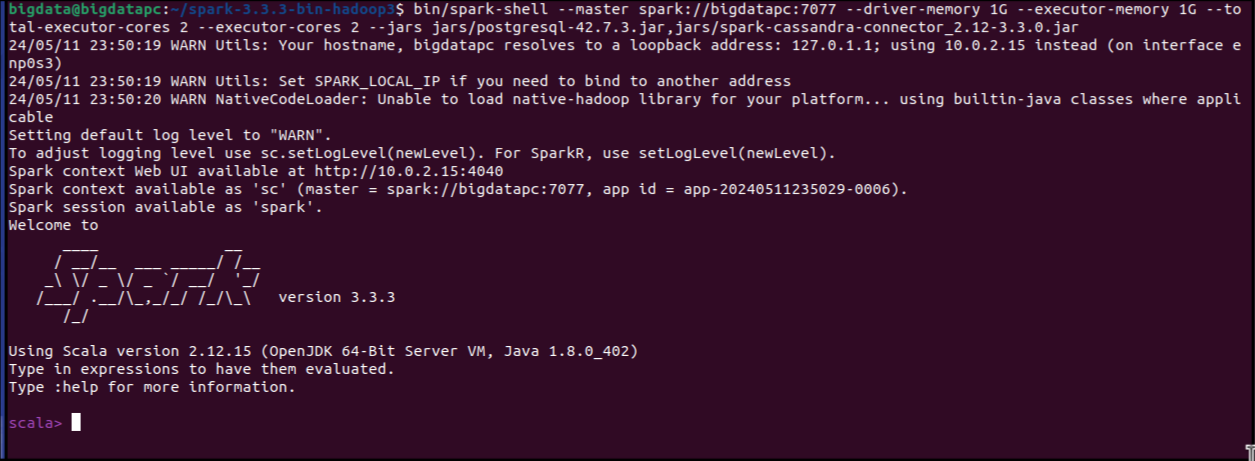 bigdata@bigdatapc:~/spark-3.3.3-bin-hadoop3$ bin/spark-shell --master spark://bigdatapc:7077 --driver-memory 1G --executor-memory 1G --to
tal-executor-cores 2 --executor-cores 2 --jars jars/postgresql-42.7.3.jar,jars/spark-cassandra-connector_2.12-3.3.0.jar
24/05/11 23:50:19 WARN Utils: Your hostname, bigdatapc resolves to a loopback address: 127.0.1.1; using 10.0.2.15 instead (on interface e
np0s3)
24/05/11 23:50:19 WARN Utils: Set SPARK_LOCAL_IP if you need to bind to another address
24/05/11 23:50:20 WARN NativeCodeLoader: Unable to load native-hadoop library for your platform... using builtin-java classes where appli
cable
Setting default log level to "WARN".
To adjust logging level use sc.setLogLevel(newLevel). For SparkR, use setLogLevel(newLevel).
Spark context Web UI available at http://10.0.2.15:4040
Spark context available as 'sc' (master = spark://bigdatapc:7077, app id = app-20240511235029-0006).
Spark session available as 'spark'.
Welcome to
      ____              __
     / __/__  ___ _____/ /__
    _\ \/ _ \/ _ `/ __/  '_/
   /___/ .__/\_,_/_/ /_/\_\   version 3.3.3
      /_/
Using Scala version 2.12.15 (OpenJDK 64-Bit Server VM, Java 1.8.0_402)
Type in expressions to have them evaluated.
Type :help for more information.
scala>